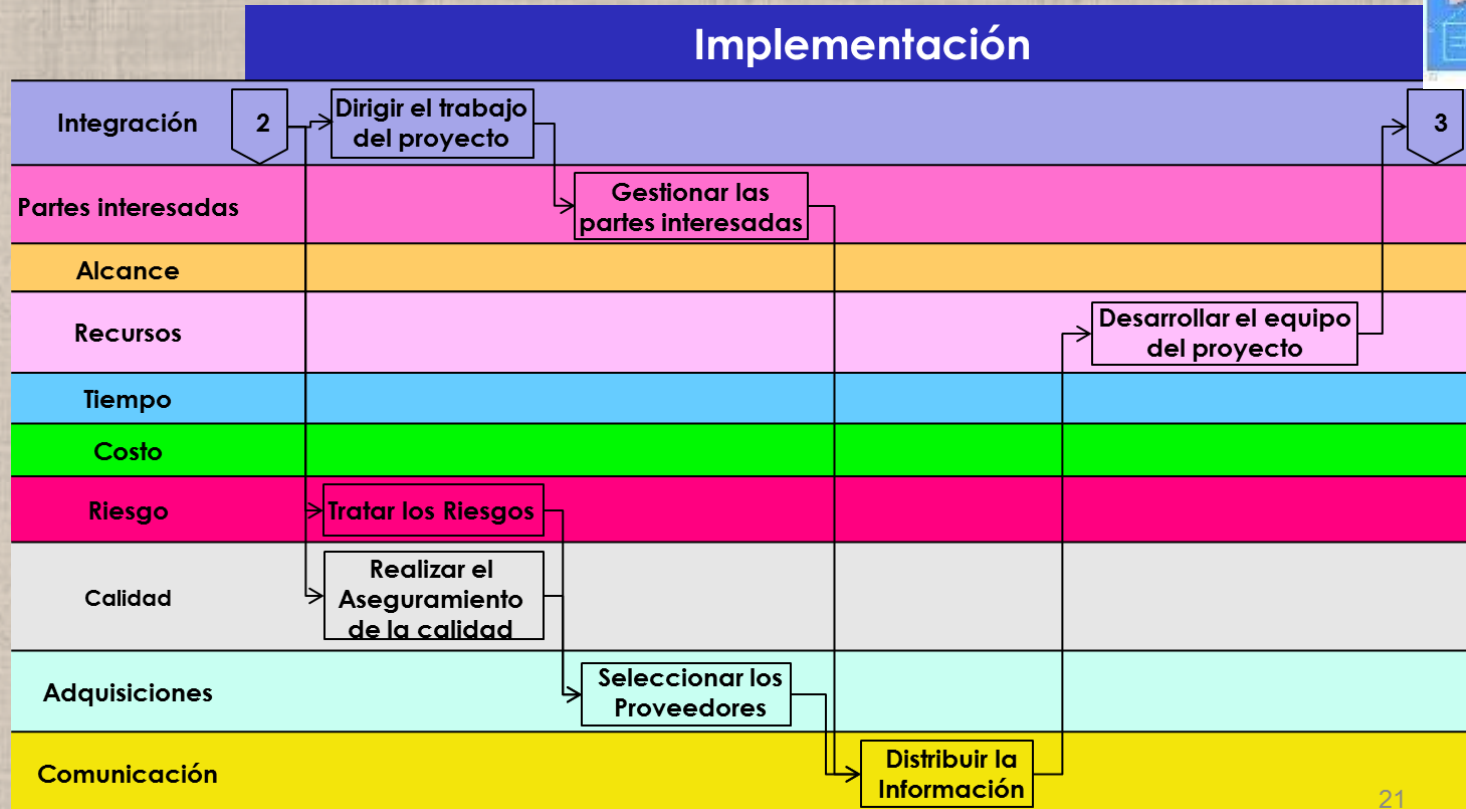 Implementación
Integración
2
Dirigir el trabajo
del proyecto
3
Partes interesadas
Gestionar las
partes interesadas
Alcance
Recursos
Desarrollar el equipo
del proyecto
Tiempo
Costo
Riesgo
Tratar los Riesgos
Calidad
Realizar el
Aseguramiento
de la calidad
Adquisiciones
Seleccionar los
Proveedores
Comunicación
Distribuir la
Información
21